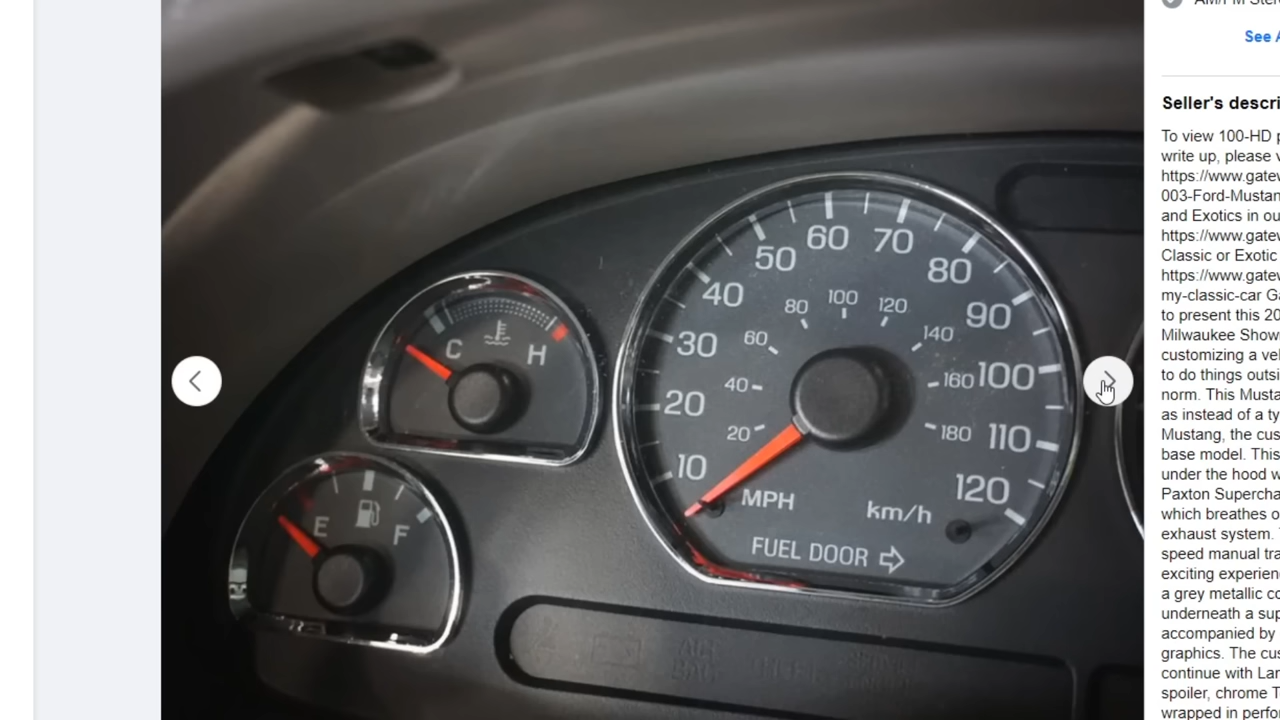 See
Seller's descri
To view 100-HD
write up, please
https://www.gatew
003-Ford-Mustan
and Exotics in ou
https://www.gatew
Classic or Exotic
https://www.gatew
my-classic-car Ga
to present this 20
Milwaukee Show
customizing a veh
to do things outsi
norm. This Musta
as instead of a ty
Mustang, the cus
base model. This
under the hood w
Paxton Supercha
which breathes o
exhaust system.
speed manual tra
exciting experienc
a grey metallic co
underneath a sup
accompanied by
graphics. The cus
continue with Lar
spoiler, chrome T
wrapped in perfor
C H
E F
10 20 30 40 50 60 70 80 90 100 110 120
20 40 60 80 100 120 140 160 180
MPH km/h
FUEL DOOR